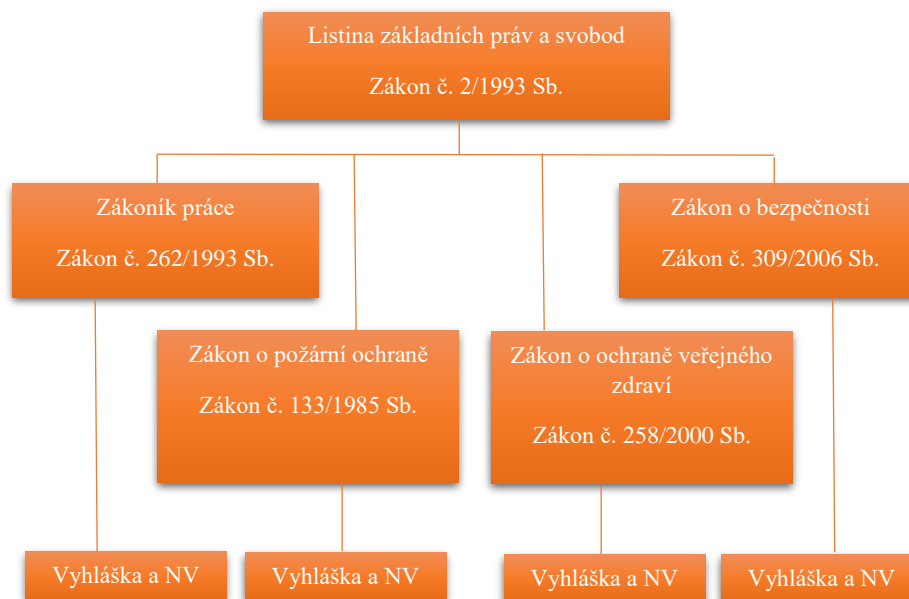 Listina základních práv a svobod
Zákon č. 2/1993 Sb.
Zákoník práce
Zákon č. 262/1993 Sb.
Zákon o bezpečnosti
Zákon č. 309/2006 Sb.
Zákon o požární ochraně
Zákon č. 133/1985 Sb.
Zákon o ochraně veřejného
zdraví
Zákon č. 258/2000 Sb.
Vyhláška a NV
Vyhláška a NV
Vyhláška a NV
Vyhláška a NV